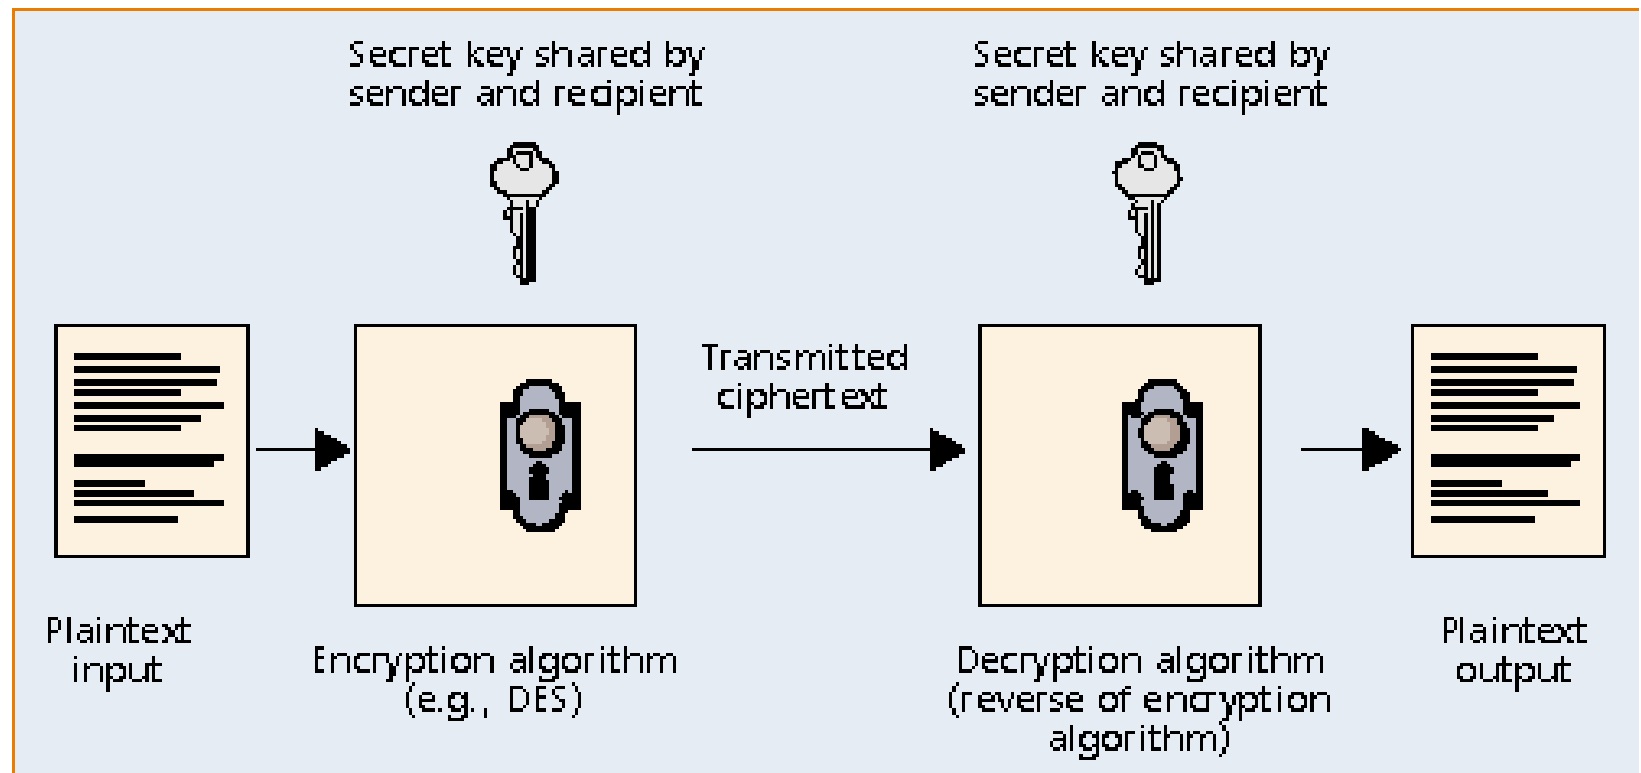 Secret key shared by
sender and recipient
Secret key shared by
sender and recipient
Transmitted
ciphertext
Plaintext
input
Encryption algorithm
(e.g., DES)
Decryption algorithm
(reverse of encryption
algorithm)
Plaintext
output